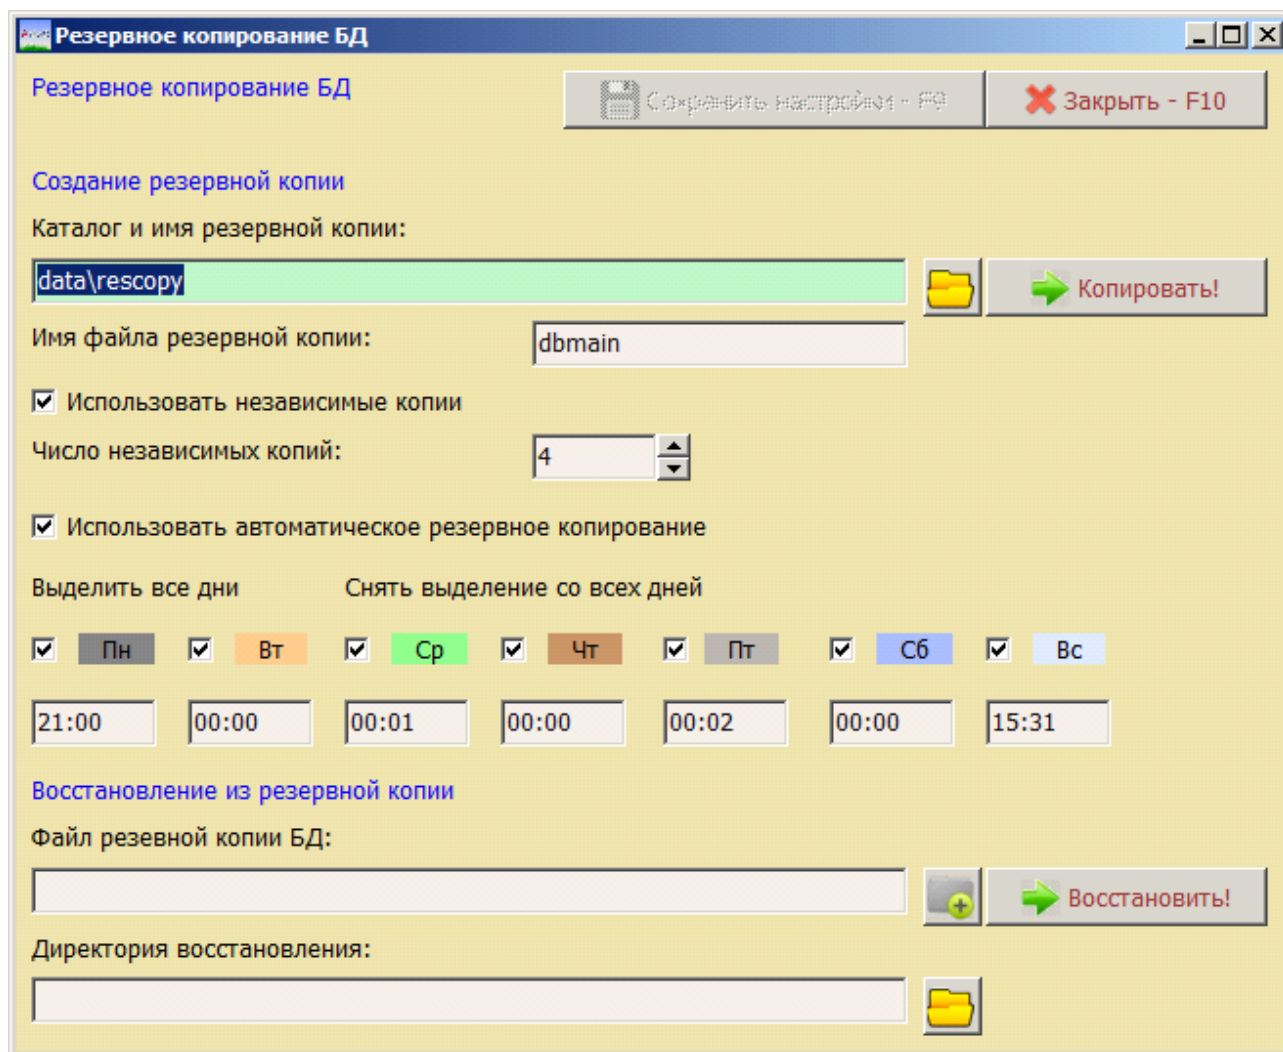 Резервное копирование БД
Резервное копирование БД
Сохранить настройки - F9
Закрыть - F10
Создание резервной копии
Каталог и имя резервной копии:
data\rescopy
Копировать!
Имя файла резервной копии:
dbmain
Использовать независимые копии
Число независимых копий:
4
Использовать автоматическое резервное копирование
Выделить все дни Снять выделение со всех дней
Пн Вт Ср Чт Пт Сб Вс
21:00 00:00 00:01 00:00 00:02 00:00 15:31
Восстановление из резервной копии
Файл резевной копии БД:
Восстановить!
Директория восстановления: